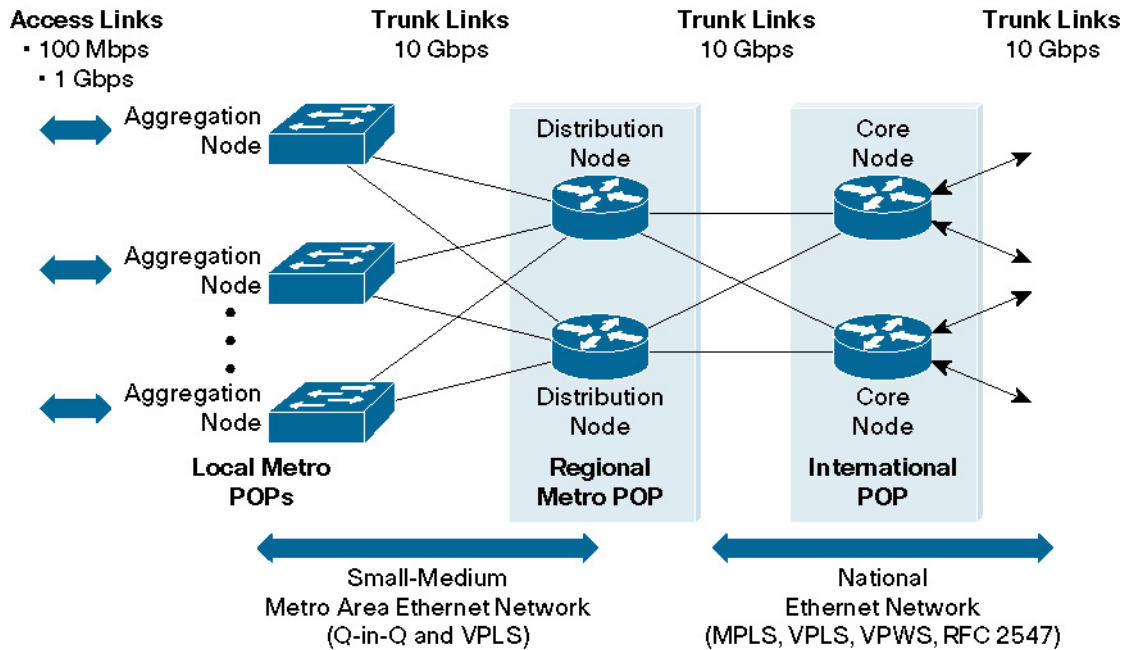 Access Links
▪ 100 Mbps
▪ 1 Gbps
Trunk Links
10 Gbps
Trunk Links
10 Gbps
Trunk Links
10 Gbps
Aggregation
Node
Aggregation
Node
Aggregation
Node
Local Metro
POPs
Distribution
Node
Distribution
Node
Regional
Metro POP
Core
Node
Core
Node
International
POP
Small-Medium
Metro Area Ethernet Network
(Q-in-Q and VPLS)
National
Ethernet Network
(MPLS, VPLS, VPWS, RFC 2547)